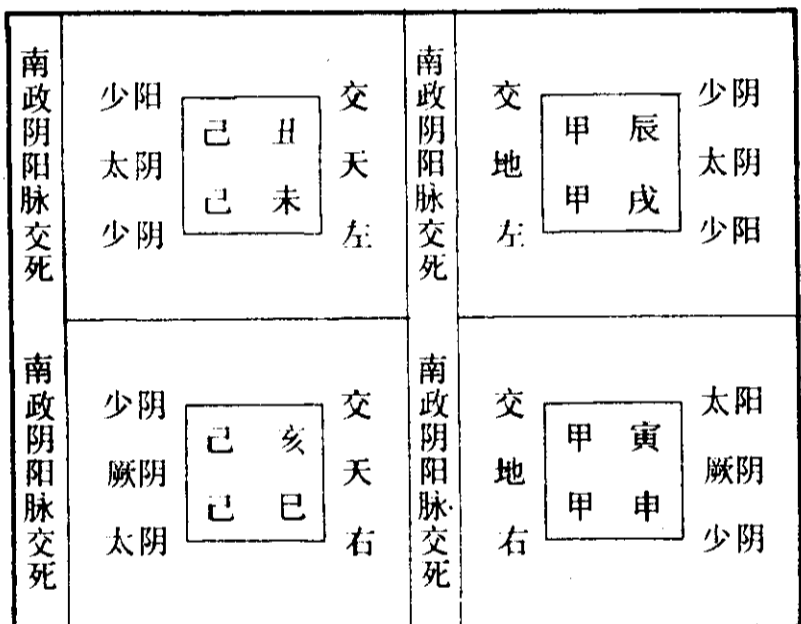 南政阴阳脉交死
少阳
太阴
少阴
己 丑
己 未
交天左
南政阴阳脉交死
交地左
甲 辰
甲 戌
少阴
太阴
少阳
南政阴阳脉交死
少阴
厥阴
太阴
己 亥
己 巳
交天右
南政阴阳脉交死
交地右
甲 寅
甲 申
太阳
厥阴
少阴